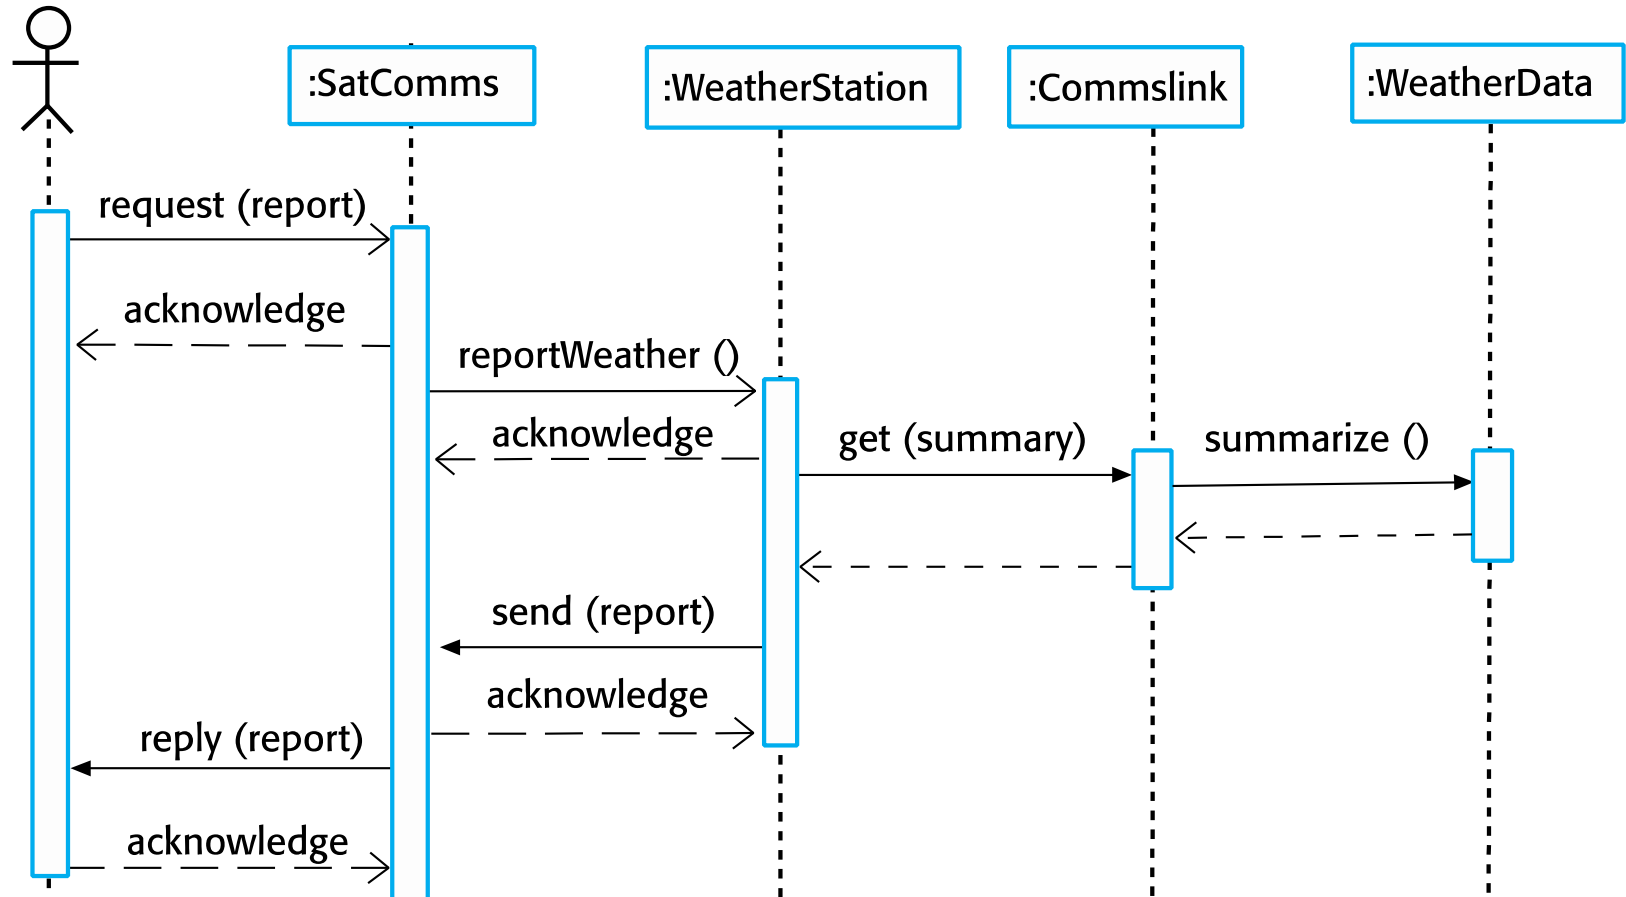 :SatComms
:WeatherStation
:Commslink
:WeatherData
request (report)
acknowledge
reportWeather ()
acknowledge
get (summary)
summarize ()
send (report)
acknowledge
reply (report)
acknowledge